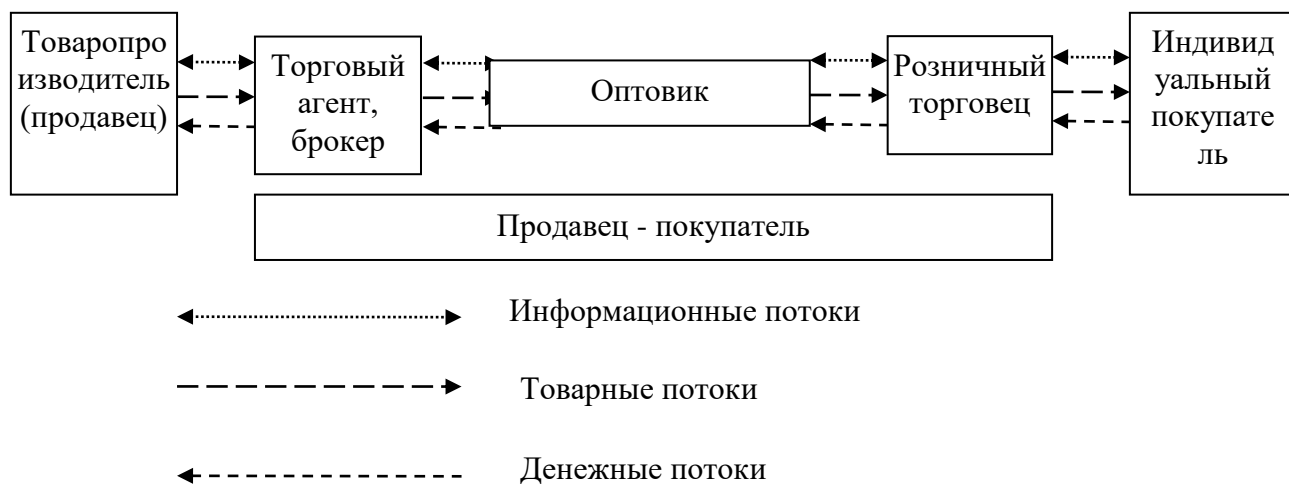 Товаропро
изводитель
(продавец)
Торговый
агент,
брокер
Оптовик
Розничный
торговец
Индивид
уальный
покупате
ль
Продавец - покупатель
Информационные потоки
Товарные потоки
Денежные потоки